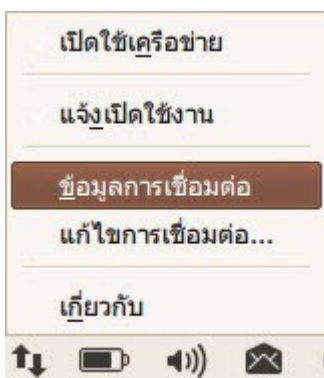 เปิดใช้เครือข่าย
แจ้งเปิดใช้งาน
ข้อมูลการเชื่อมต่อ
แก้ไขการเชื่อมต่อ...
เกี่ยวกับ